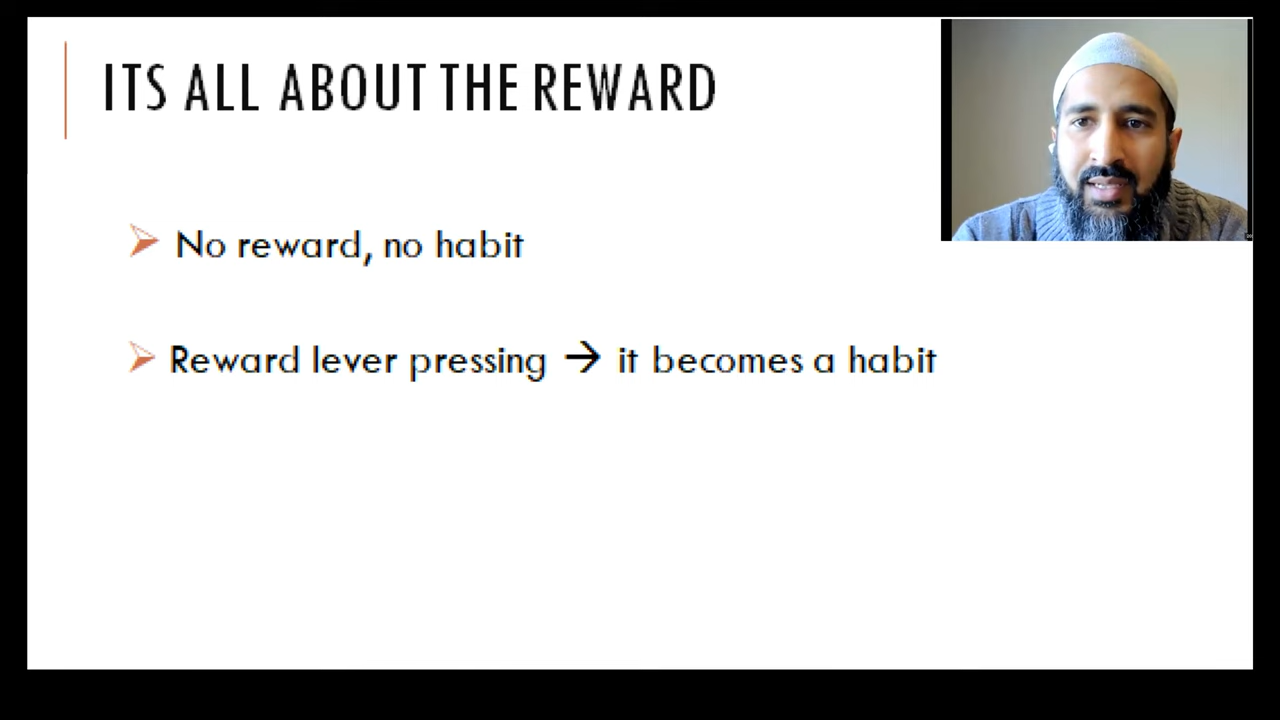 ITS ALL ABOUT THE REWARD
No reward, no habit
Reward lever pressing → it becomes a habit